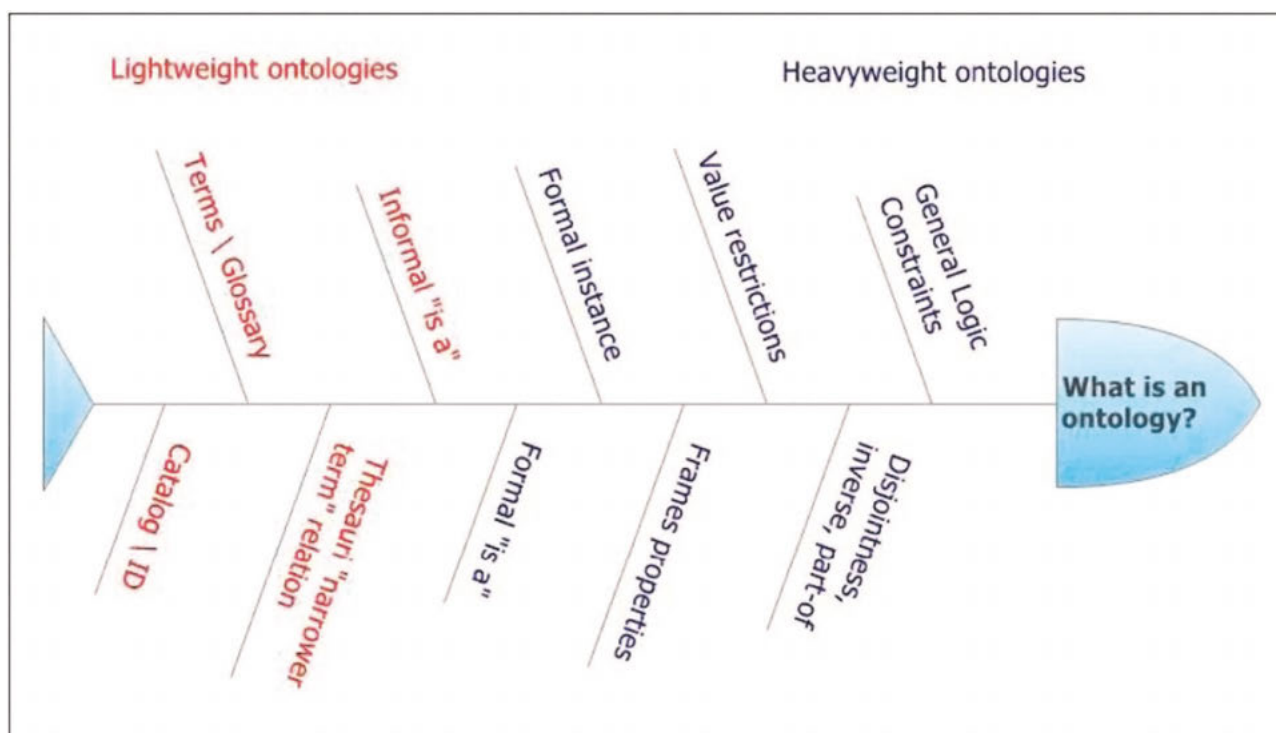 Lightweight ontologies
Heavyweight ontologies
Terms \ Glossary
Informal "is a"
Formal instance
Value restrictions
General Logic
Constraints
What is an
ontology?
Catalog | ID
Thesauri "narrower
term" relation
Formal "is a"
Frames properties
Disjointness,
inverse, part-of